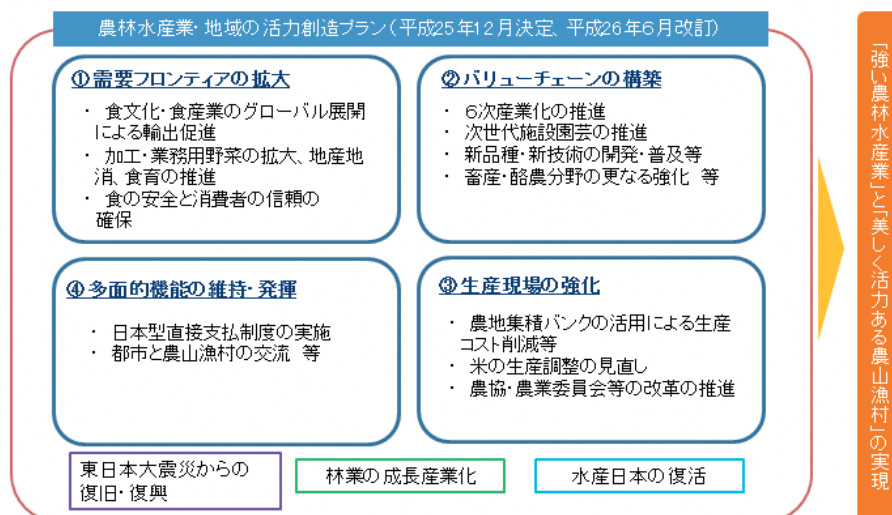 農林水産業・地域の活力創造プラン(平成25年12月決定、平成26年6月改訂)
①需要フロンティアの拡大
・ 食文化・食産業のグローバル展開
による輸出促進
・ 加工・業務用野菜の拡大、地産地
消、食育の推進
・ 食の安全と消費者の信頼の
確保
②バリューチェーンの構築
・ 6次産業化の推進
・ 次世代施設園芸の推進
・ 新品種・新技術の開発・普及等
・ 畜産・酪農分野の更なる強化 等
④多面的機能の維持・発揮
・ 日本型直接支払制度の実施
・ 都市と農山漁村の交流 等
③生産現場の強化
・ 農地集積バンクの活用による生産
コスト削減等
・ 米の生産調整の見直し
・ 農協・農業委員会等の改革の推進
東日本大震災からの
復旧・復興
林業の成長産業化
水産日本の復活
「強い農林水産業」と「美しく活力ある農山漁村」の実現